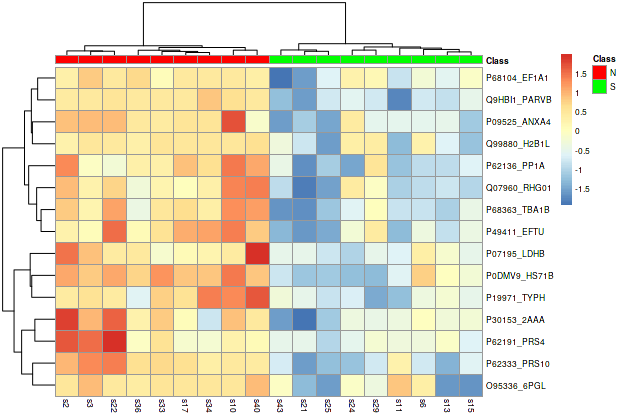 Class
P68104_EF1A1
Q9HBI1_PARVB
P09525_ANXA4
Q99880_H2B1L
P62136_PP1A
Q07960_RHG01
P68363_TBA1B
P49411_EFTU
P07195_LDHB
P0DMV9_HS71B
P19971_TYPH
P30153_2AAA
P62191_PRS4
P62333_PRS10
O95336_6PGL
s2 s3 s22 s36 s33 s17 s34 s10 s40 s43 s21 s25 s24 s29 s11 s6 s13 s15
1.5
1
0.5
0
-0.5
-1
-1.5
Class
N
S